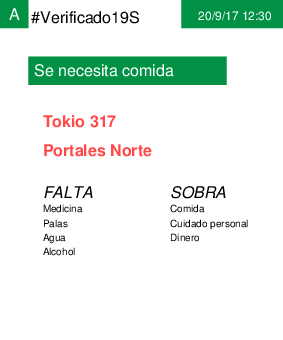 A #Verificado19S 20/9/17 12:30
Se necesita comida
Tokio 317
Portales Norte
FALTA
Medicina
Palas
Agua
Alcohol
SOBRA
Comida
Cuidado personal
Dinero